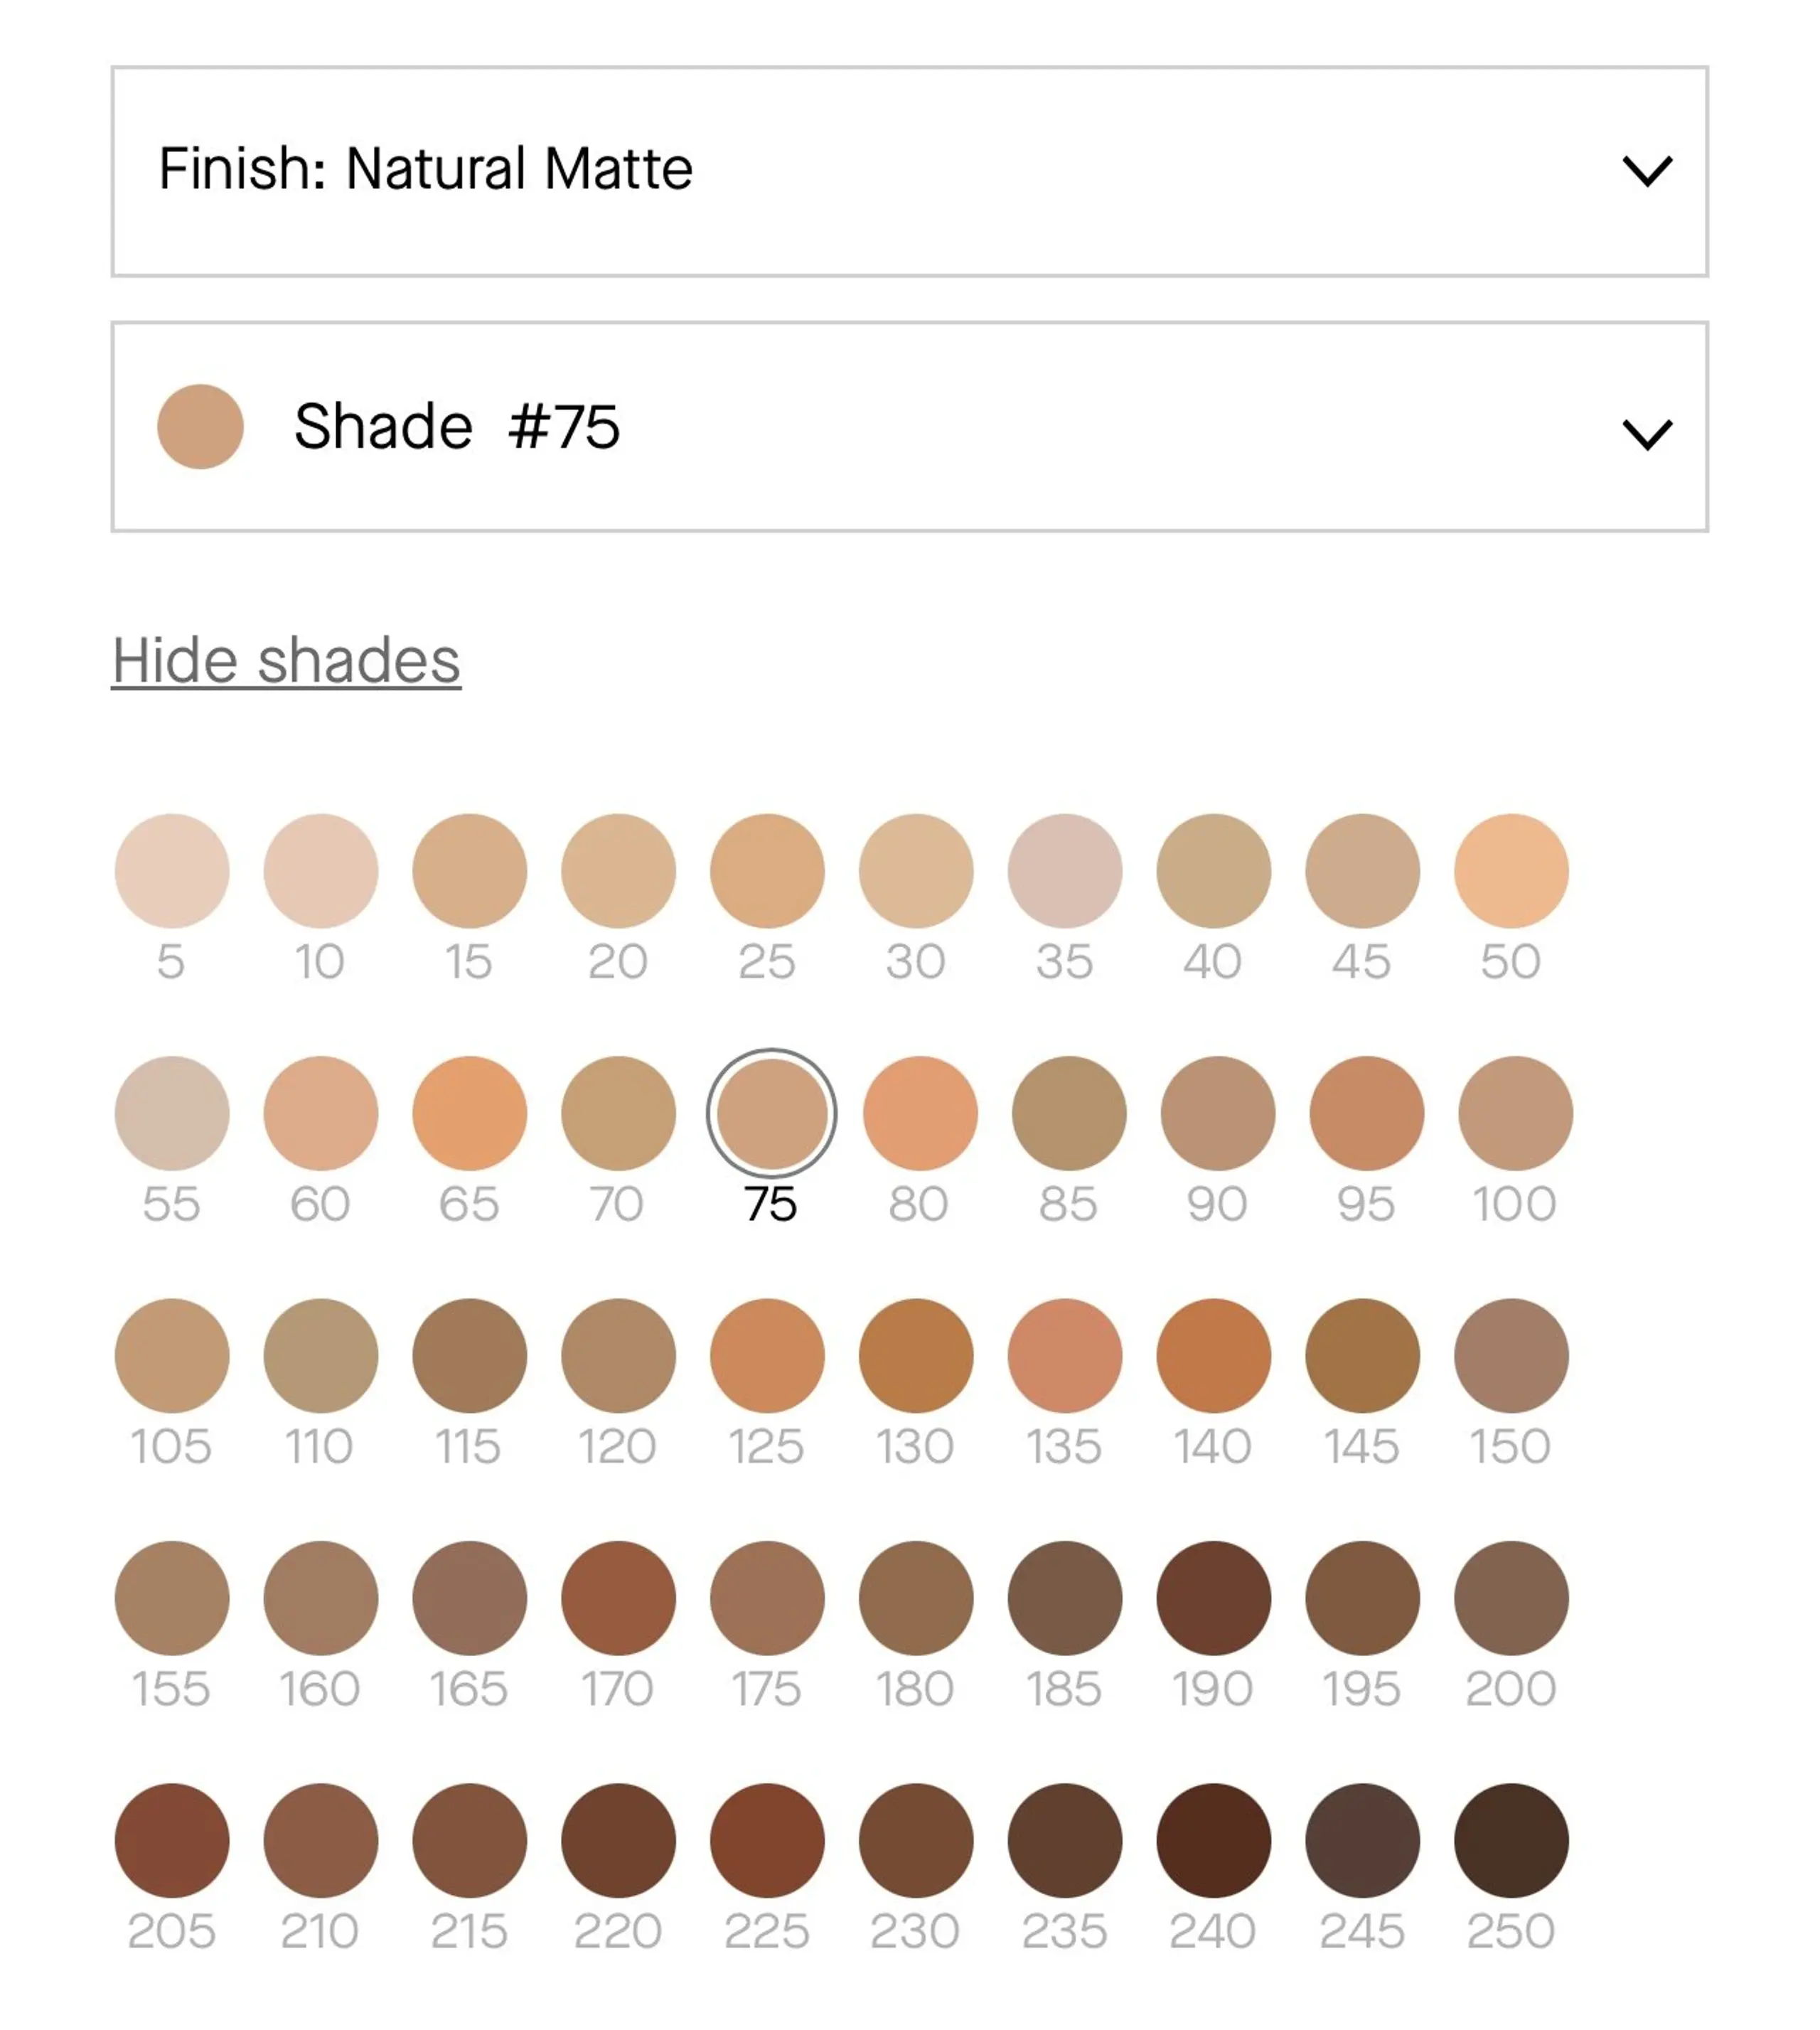 Finish: Natural Matte
Shade #75
Hide shades
5 10 15 20 25 30 35 40 45 50
55 60 65 70 75 80 85 90 95 100
105 110 115 120 125 130 135 140 145 150
155 160 165 170 175 180 185 190 195 200
205 210 215 220 225 230 235 240 245 250